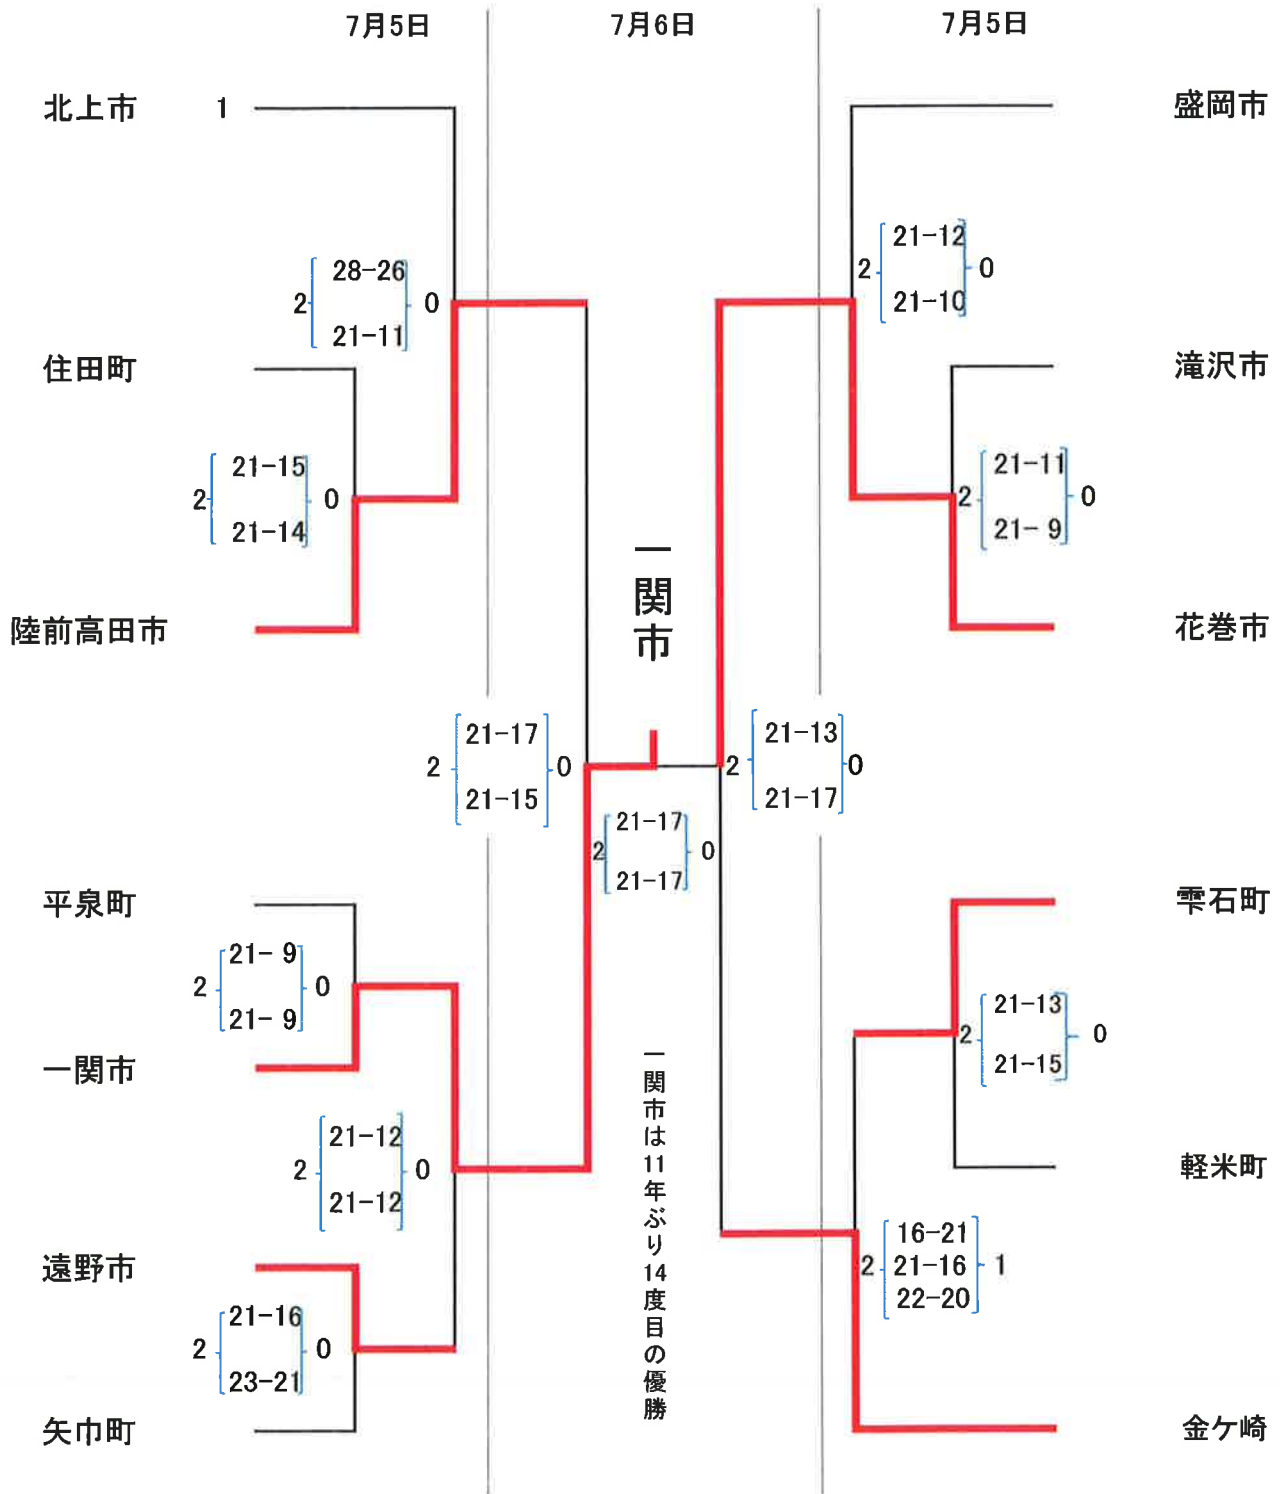 7月5日
7月6日
7月5日
北上市 1
盛岡市
28-26
2 0
21-11
21-12
2 0
21-10
住田町
滝沢市
21-15
2 0
21-14
21-11
2 0
21- 9
一関市
陸前高田市
花巻市
21-17
2 0
21-15
21-13
2 0
21-17
21-17
2 0
21-17
平泉町
雫石町
21- 9
2 0
21- 9
21-13
2 0
21-15
一関市
一関市は11年ぶり14度目の優勝
21-12
2 0
21-12
軽米町
遠野市
16-21
2 21-16 1
22-20
21-16
2 0
23-21
矢巾町
金ケ崎